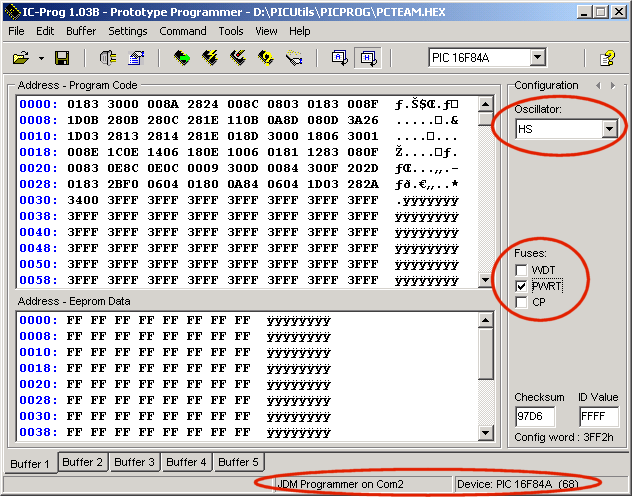 IC-Prog 1.03B - Prototype Programmer - D:\PICUtils\PICPROG\PCTEAM.HEX
File Edit Buffer Settings Command Tools View Help
PIC 16F84A
Address - Program Code
0000: 0183 3000 008A 2824 008C 0803 0183 008F ƒ.Š$Œ.ƒ□
0008: 1D0B 280B 280C 281E 110B 0A8D 080D 3A26 .....□.&
0010: 1D03 2813 2814 281E 018D 3000 1806 3001 ....□...
0018: 008E 1C0E 1406 180E 1006 0181 1283 080F Ž....□ƒ.
0020: 0083 0E8C 0E0C 0009 300D 0084 300F 202D ƒŒ...„.-
0028: 0183 2BF0 0604 0180 0A84 0604 1D03 282A ƒð.€„..*
0030: 3400 3FFF 3FFF 3FFF 3FFF 3FFF 3FFF 3FFF .ÿÿÿÿÿÿÿ
0038: 3FFF 3FFF 3FFF 3FFF 3FFF 3FFF 3FFF 3FFF ÿÿÿÿÿÿÿÿ
0040: 3FFF 3FFF 3FFF 3FFF 3FFF 3FFF 3FFF 3FFF ÿÿÿÿÿÿÿÿ
0048: 3FFF 3FFF 3FFF 3FFF 3FFF 3FFF 3FFF 3FFF ÿÿÿÿÿÿÿÿ
0050: 3FFF 3FFF 3FFF 3FFF 3FFF 3FFF 3FFF 3FFF ÿÿÿÿÿÿÿÿ
0058: 3FFF 3FFF 3FFF 3FFF 3FFF 3FFF 3FFF 3FFF ÿÿÿÿÿÿÿÿ
Address - Eeprom Data
0000: FF FF FF FF FF FF FF FF ÿÿÿÿÿÿÿÿ
0008: FF FF FF FF FF FF FF FF ÿÿÿÿÿÿÿÿ
0010: FF FF FF FF FF FF FF FF ÿÿÿÿÿÿÿÿ
0018: FF FF FF FF FF FF FF FF ÿÿÿÿÿÿÿÿ
0020: FF FF FF FF FF FF FF FF ÿÿÿÿÿÿÿÿ
0028: FF FF FF FF FF FF FF FF ÿÿÿÿÿÿÿÿ
0030: FF FF FF FF FF FF FF FF ÿÿÿÿÿÿÿÿ
0038: FF FF FF FF FF FF FF FF ÿÿÿÿÿÿÿÿ
Configuration
Oscillator:
HS
Fuses:
WDT
PWRT
CP
Checksum ID Value
97D6 FFFF
Config word : 3FF2h
Buffer 1 Buffer 2 Buffer 3 Buffer 4 Buffer 5
JDM Programmer on Com2 Device: PIC 16F84A (68)